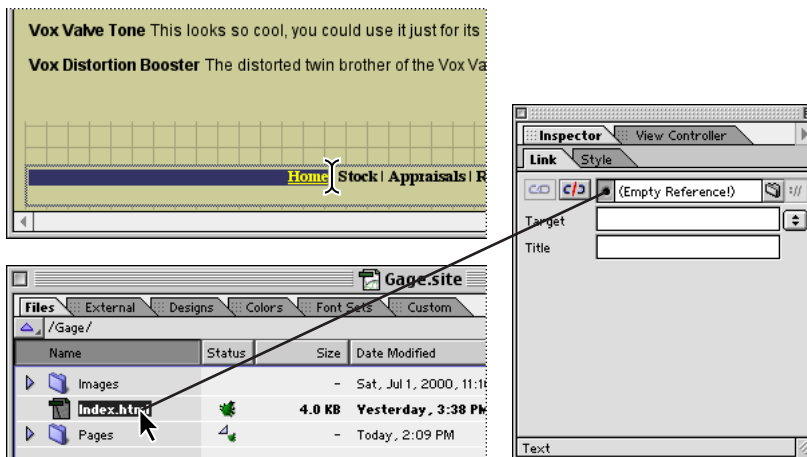 Vox Valve Tone This looks so cool, you could use it just for its
Vox Distortion Booster The distorted twin brother of the Vox Va
Home Stock | Appraisals | R
Gage.site
Files External Designs Colors Font Sets Custom
/Gage/
Name Status Size Date Modified
Images - Sat, Jul 1, 2000, 11:1
Index.html 4.0 KB Yesterday, 3:38 PM
Pages - Today, 2:09 PM
Inspector View Controller
Link Style
(Empty Reference!)
Target
Title
Text